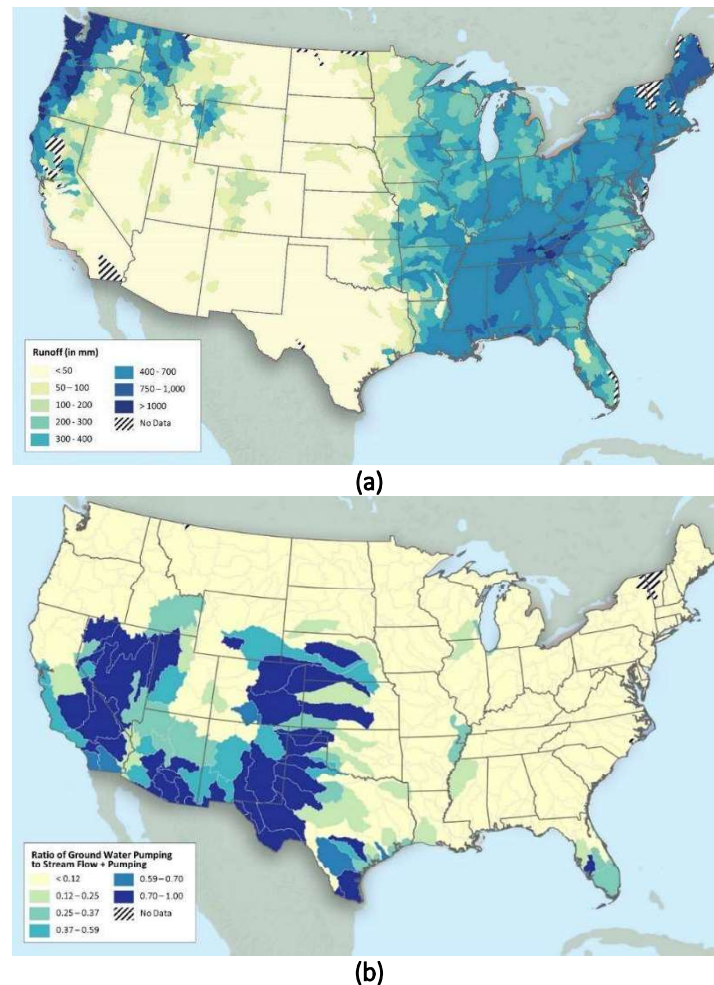 Runoff (in mm)
< 50
50 – 100
100 - 200
200 - 300
300 - 400
400 - 700
750 – 1,000
> 1000
No Data
(a)
Ratio of Ground Water Pumping
to Stream Flow + Pumping
< 0.12
0.12 – 0.25
0.25 – 0.37
0.37 – 0.59
0.59 – 0.70
0.70 – 1.00
No Data
(b)